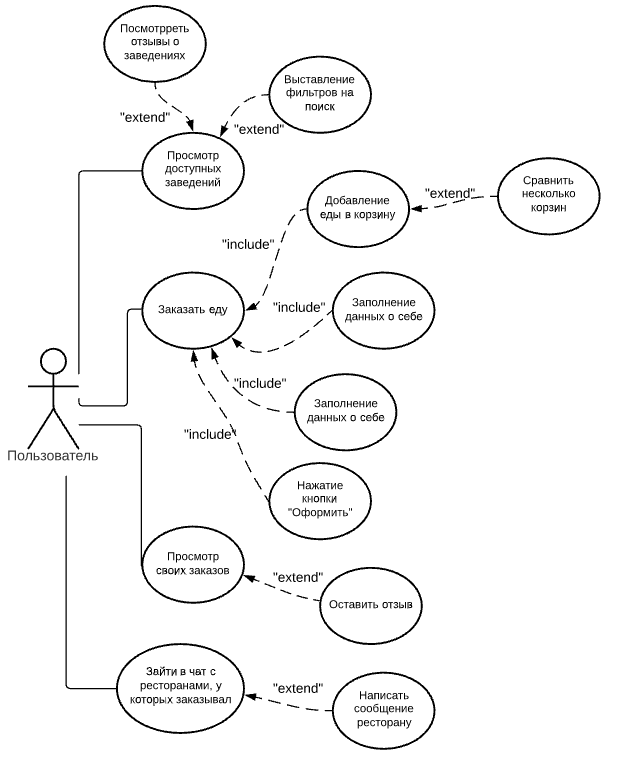 Посмотрреть
отзывы о
заведениях
"extend"
Выставление
фильтров на
поиск
"extend"
Просмотр
доступных
заведений
Добавление
еды в корзину
"extend"
Сравнить
несколько
корзин
"include"
Заказать еду
"include"
Заполнение
данных о себе
"include"
Заполнение
данных о себе
"include"
Нажатие
кнопки
"Оформить"
Пользователь
Просмотр
своих заказов
"extend"
Оставить отзыв
Зайти в чат с
ресторанами, у
которых заказывал
"extend"
Написать
сообщение
ресторану